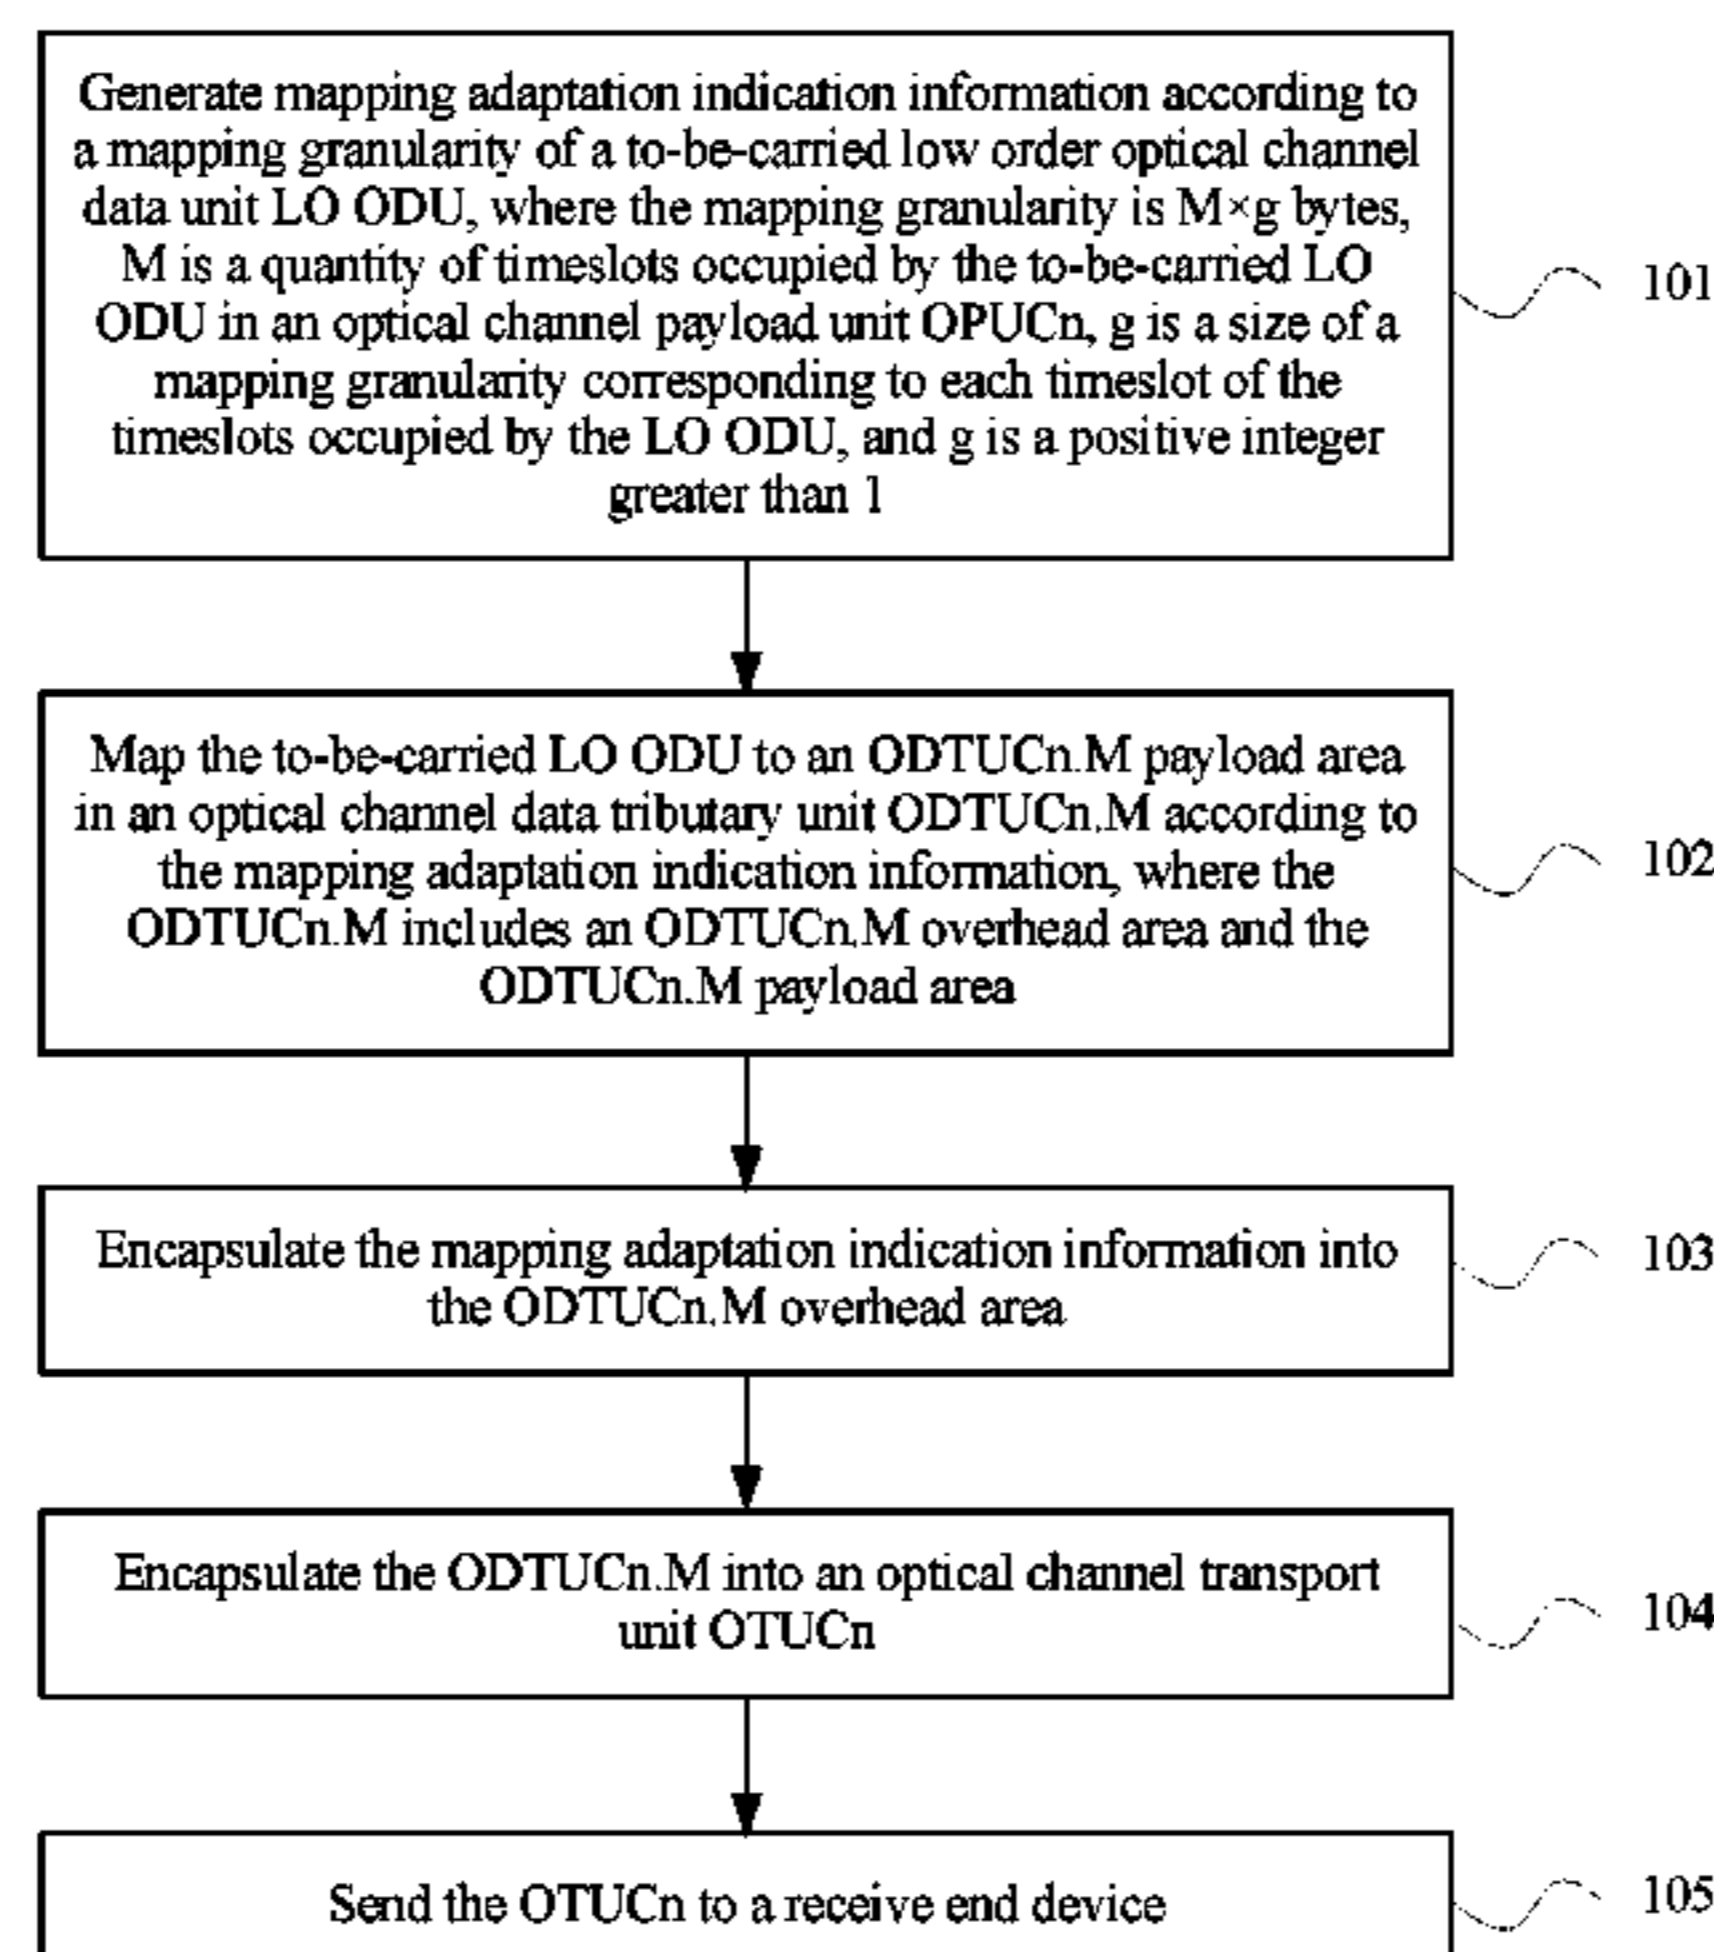 Generate mapping adaptation indication information according to
a mapping granularity of a to-be-carried low order optical channel
data unit LO ODU, where the mapping granularity is M×g bytes,
M is a quantity of timeslots occupied by the to-be-carried LO
ODU in an optical channel payload unit OPUCn, g is a size of a
mapping granularity corresponding to each timeslot of the
timeslots occupied by the LO ODU, and g is a positive integer
greater than 1
101
Map the to-be-carried LO ODU to an ODTUCn.M payload area
in an optical channel data tributary unit ODTUCn.M according to
the mapping adaptation indication information, where the
ODTUCn.M includes an ODTUCn.M overhead area and the
ODTUCn.M payload area
102
Encapsulate the mapping adaptation indication information into
the ODTUCn.M overhead area
103
Encapsulate the ODTUCn.M into an optical channel transport
unit OTUCn
104
Send the OTUCn to a receive end device
105